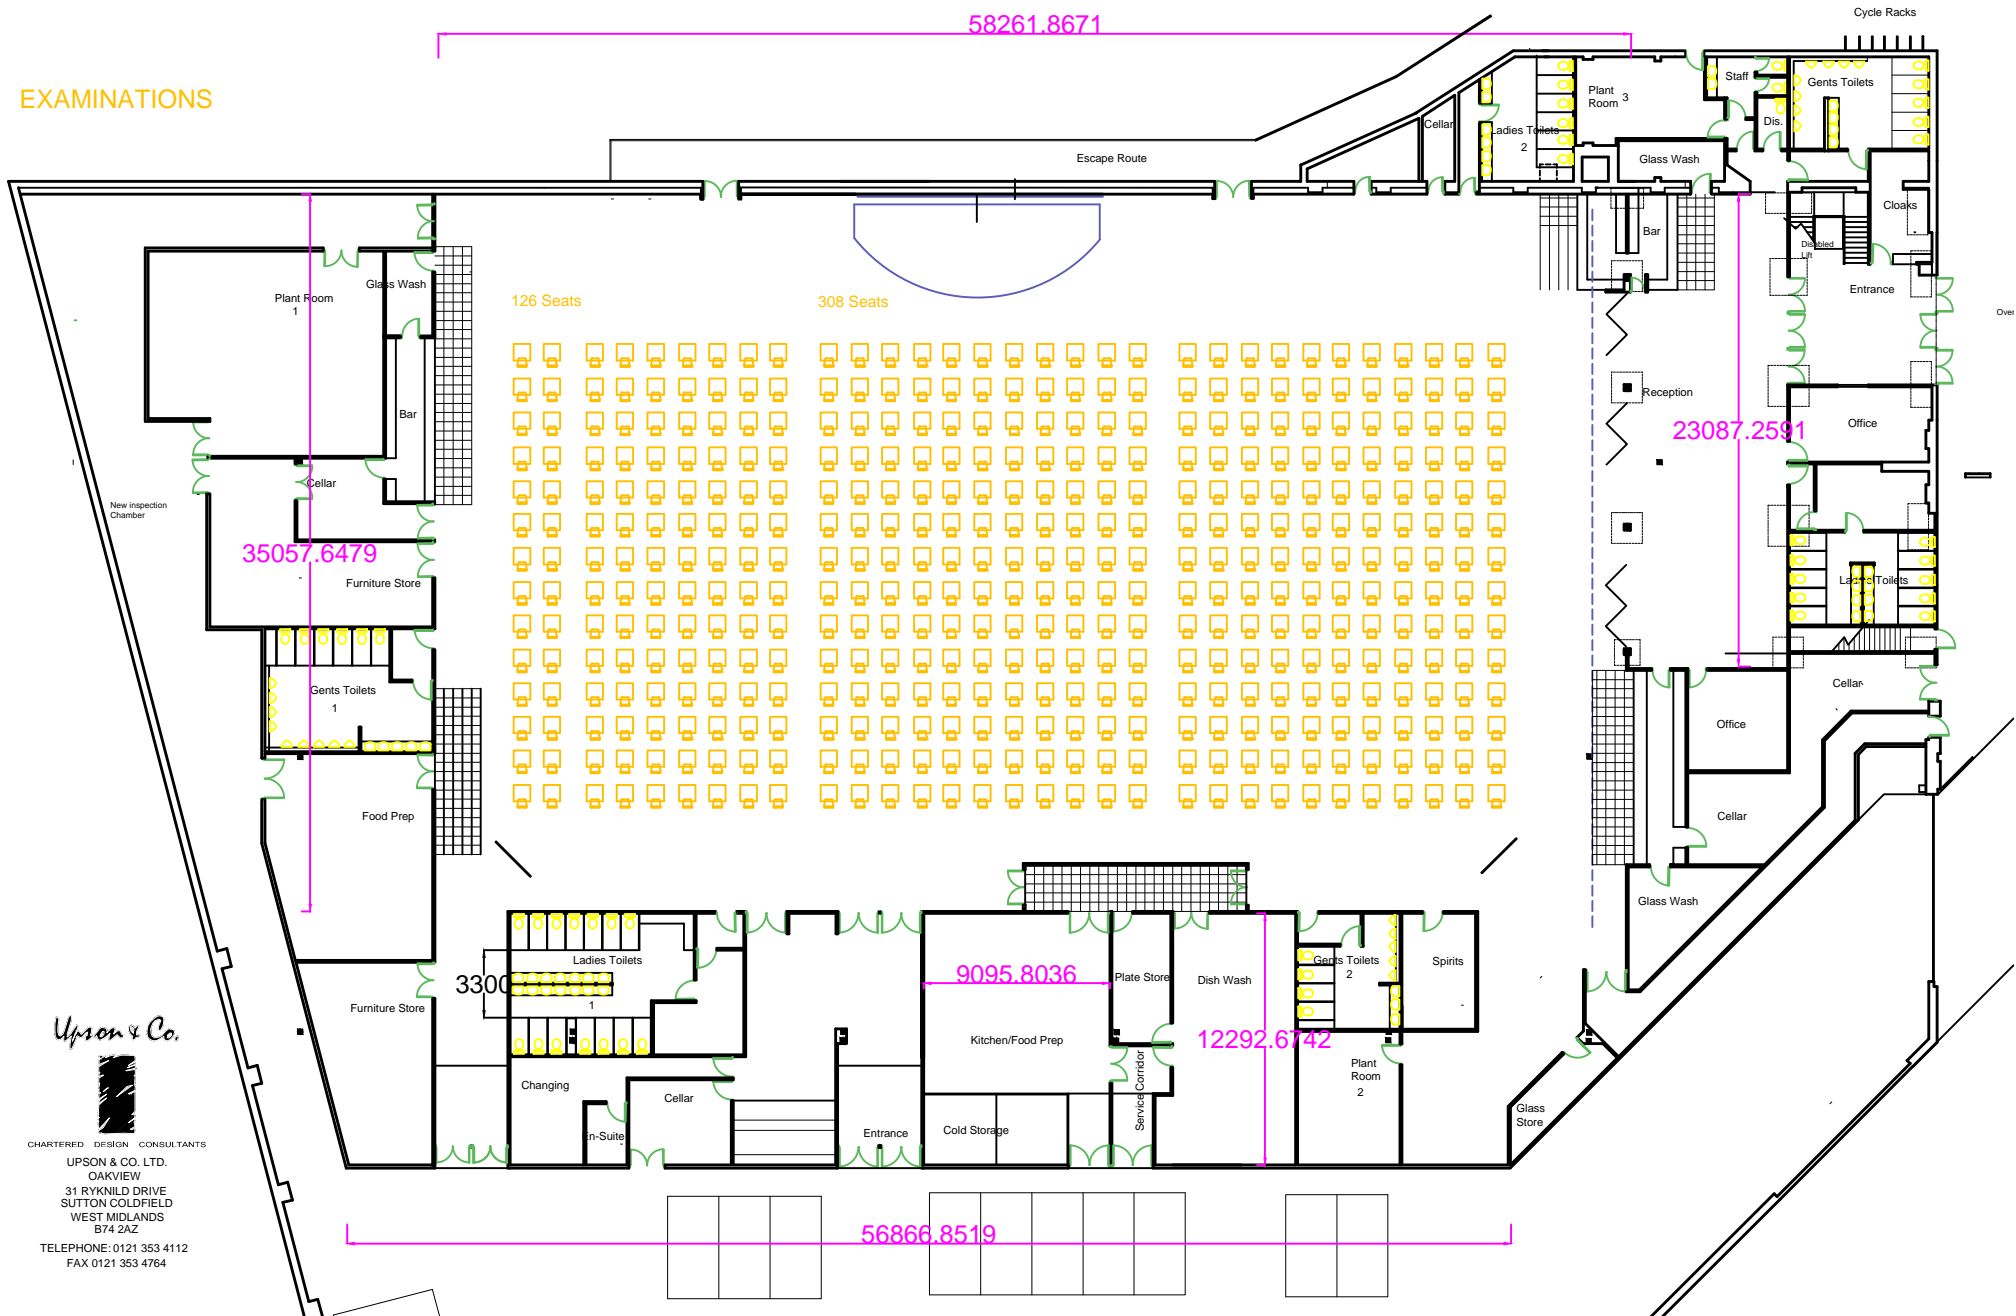 58261.8671
Cycle Racks
EXAMINATIONS
Staff
Gents Toilets
Plant
Room 3
Cellar
Ladies Toilets
2
Dis.
Escape Route
Glass Wash
Cloaks
Bar
Disabled
Lift
Glass Wash
Plant Room
1
126 Seats
308 Seats
Entrance
Over
Reception
Bar
23087.2591
Office
Cellar
New inspection
Chamber
35057.6479
Furniture Store
Ladies Toilets
Gents Toilets
1
Cellar
Office
Food Prep
Cellar
Glass Wash
Ladies Toilets
1
3300
Furniture Store
9095.8036
Plate Store
Dish Wash
Gents Toilets
2
Spirits
Upson & Co.
Kitchen/Food Prep
12292.6742
Plant
Room
2
Changing
Cellar
Service Corridor
En-Suite
Entrance
Cold Storage
Glass
Store
CHARTERED DESIGN CONSULTANTS
UPSON & CO. LTD.
OAKVIEW
31 RYKNILD DRIVE
SUTTON COLDFIELD
WEST MIDLANDS
B74 2AZ
TELEPHONE: 0121 353 4112
FAX 0121 353 4764
56866.8519